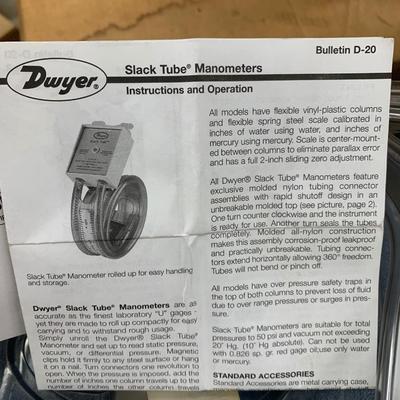 Bulletin D-20
Dwyer®
Slack Tube® Manometers
Instructions and Operation
Dwyer
Slack Tube® Manometer rolled up for easy handling
and storage.
Dwyer® Slack Tube® Manometers are as
accurate as the finest laboratory "U" gages -
yet they are made to roll up compactly for easy
carrying and to withstand rough usage.
Simply unroll the Dwyer® Slack Tube®
Manometer and set up to read static pressure
vacuum, or differential pressure. Magnetic
clips hold it firmly to any steel surface or hang
it on a nail. Turn connectors one revolution to
open. When the pressure is imposed, add the
number of inches one column travels up to the
number of inches the other column travels
All models have flexible vinyl-plastic columns
and flexible spring steel scale calibrated in
inches of water using water, and inches of
mercury using mercury. Scale is center-mount-
ed between columns to eliminate parallax error
and has a full 2-inch sliding zero adjustment.
All Dwyer® Slack Tube® Manometers feature
exclusive molded nylon tubing connector
assemblies with rapid shutoff design in an
unbreakable molded top (see picture, page 2).
One turn counter clockwise and the instrument
is ready for use. Another turn seals the tubes
completely. Molded all-nylon construction
makes this assembly corrosion-proof leakproof
and practically unbreakable. Tubing connec-
tors extend horizontally allowing 360° freedom.
Tubes will not bend or pinch off.
All models have over pressure safety traps in
the top of both columns to prevent loss of fluid
due to over range pressures or surges in pres-
sure.
Slack Tube® Manometers are suitable for total
pressures to 50 psi and vacuum not exceeding
20" Hg. (10" Hg absolute). Can not be used
with 0.826 sp. gr. red gage oil;use only water
or mercury.
STANDARD ACCESSORIES
Standard Accessories are metal carrying case,